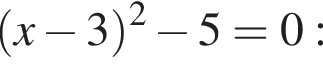 (x − 3)² − 5 = 0 :